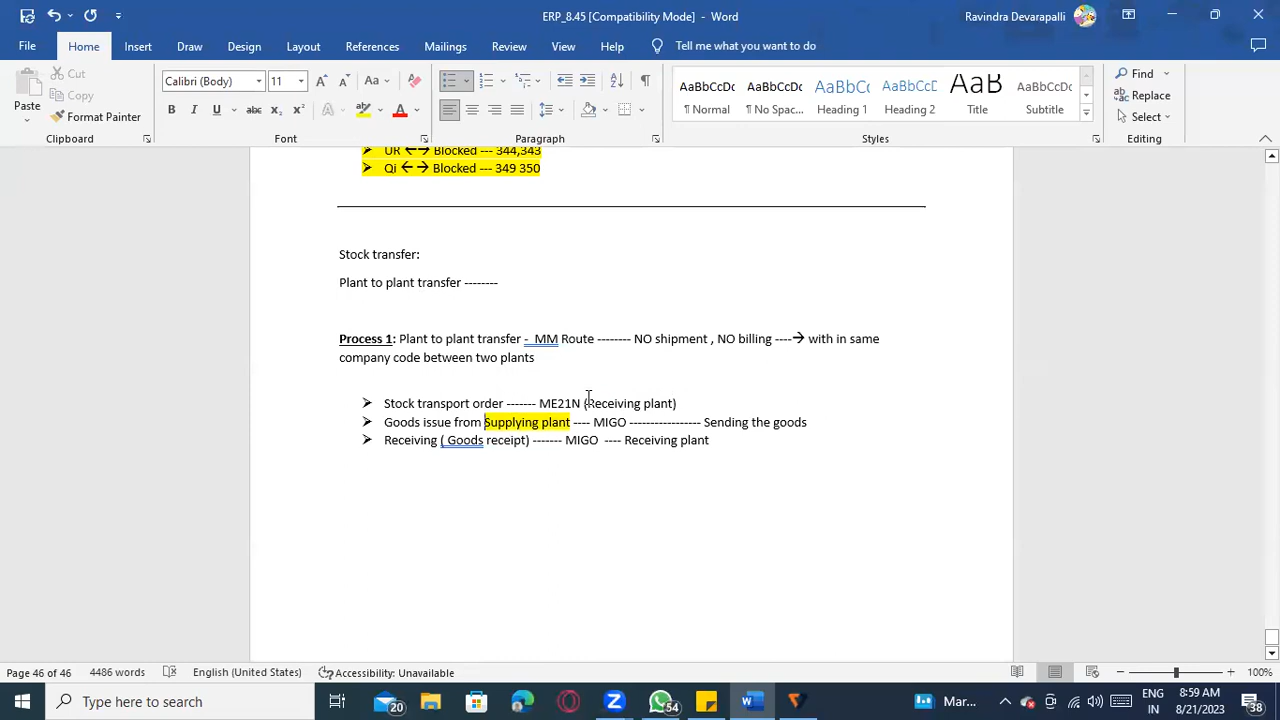 ERP_8.45 [Compatibility Mode] - Word
Ravindra Devarapalli
File Home Insert Draw Design Layout References Mailings Review View Help Tell me what you want to do
Paste
Cut
Copy
Format Painter
Clipboard
Calibri (Body) 11
Font
Paragraph
AaBbCcDc AaBbCcDc AaBbC AaBbCc AaB AaBbCcDc
¶ Normal ¶ No Spac... Heading 1 Heading 2 Title Subtitle
Styles
Find
Replace
Select
Editing
UR ←→ Blocked --- 344,343
Qi ←→ Blocked --- 349 350
Stock transfer:
Plant to plant transfer --------
Process 1: Plant to plant transfer - MM Route -------- NO shipment , NO billing ----→ with in same
company code between two plants
Stock transport order ------- ME21N (Receiving plant)
Goods issue from Supplying plant ---- MIGO ----------------- Sending the goods
Receiving ( Goods receipt) ------- MIGO ---- Receiving plant
Page 46 of 46 4486 words English (United States) Accessibility: Unavailable 100%
Type here to search
20
54
Mar...
ENG
IN
8:59 AM
8/21/2023
38